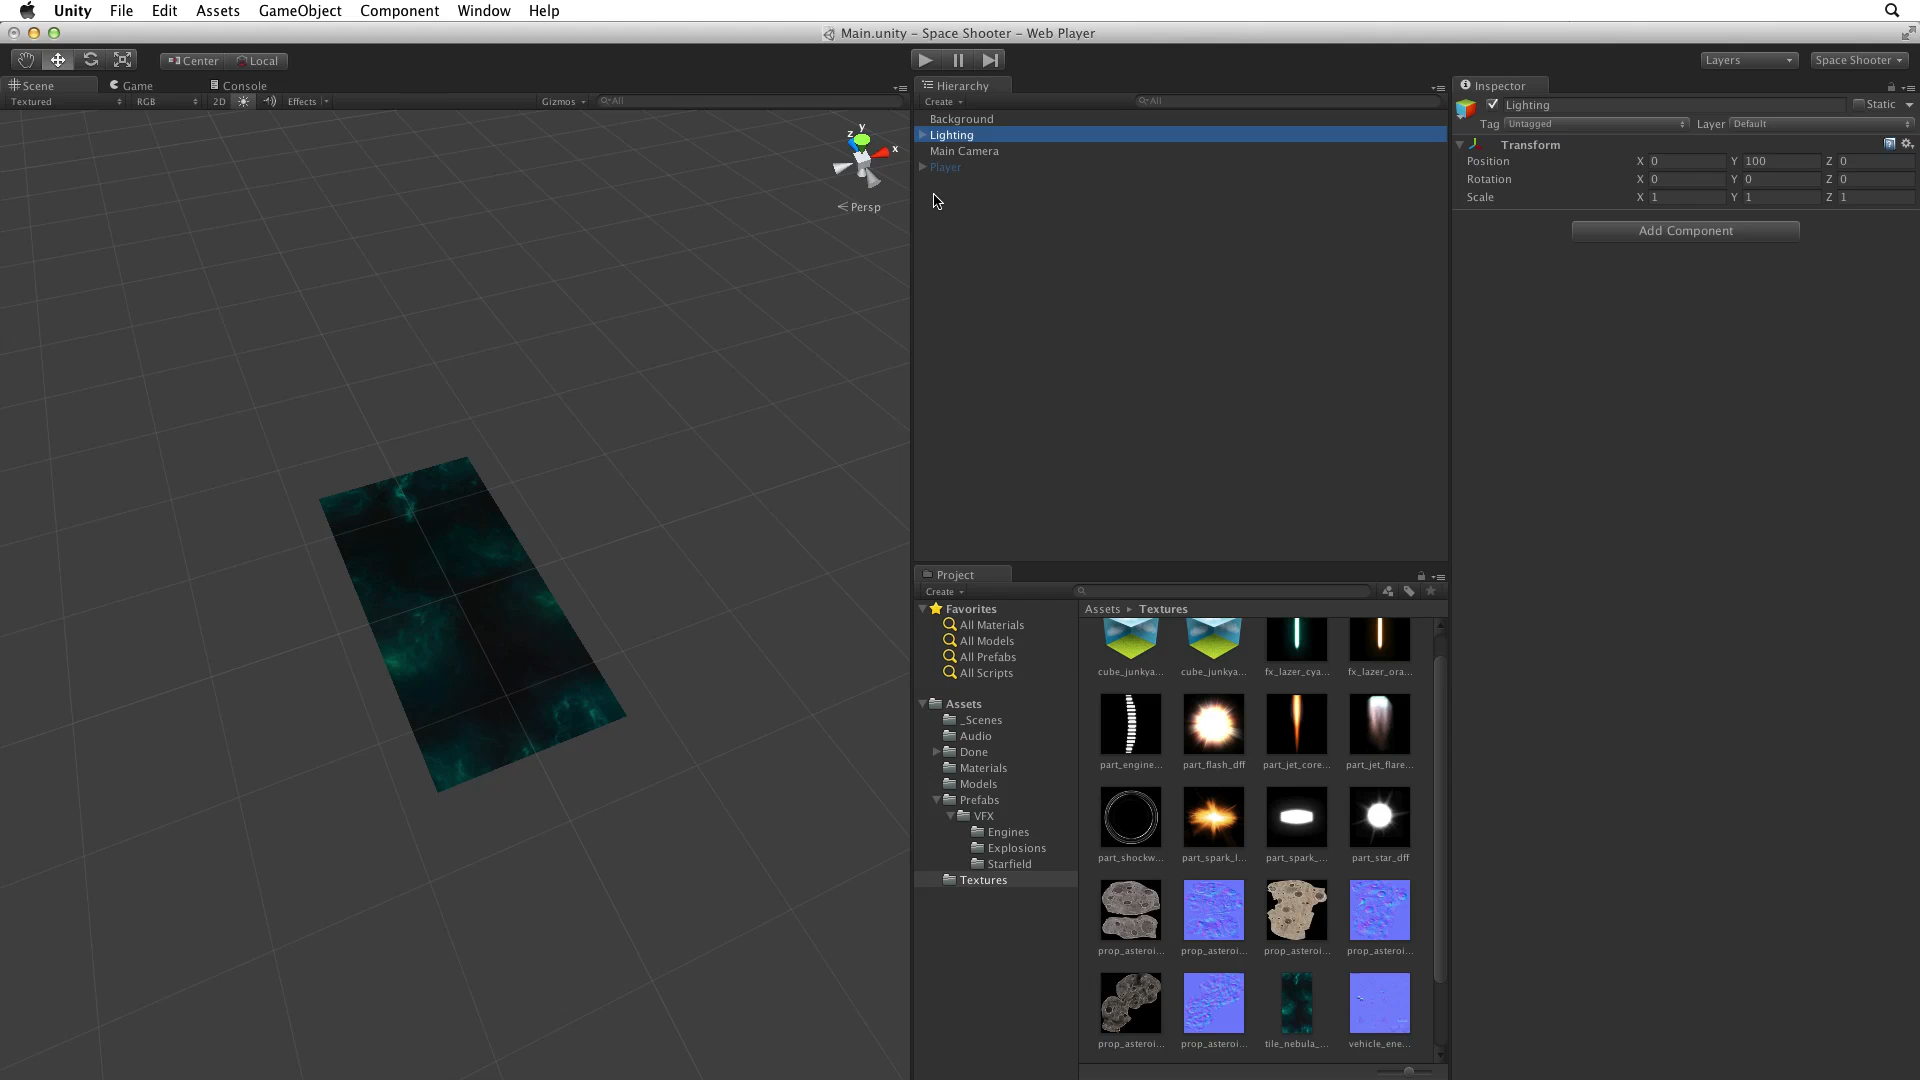 Unity File Edit Assets GameObject Component Window Help
Main.unity – Space Shooter – Web Player
Center Local
Layers Space Shooter
Scene Game Console
Textured RGB 2D Effects Gizmos All
y
z x
Persp
Hierarchy
Create All
Background
Lighting
Main Camera
Player
Inspector
Lighting Static
Tag Untagged Layer Default
Transform
Position X 0 Y 100 Z 0
Rotation X 0 Y 0 Z 0
Scale X 1 Y 1 Z 1
Add Component
Project
Create
Favorites
All Materials
All Models
All Prefabs
All Scripts
Assets
_Scenes
Audio
Done
Materials
Models
Prefabs
VFX
Engines
Explosions
Starfield
Textures
Assets Textures
cube_junkya... cube_junkya... fx_lazer_cya... fx_lazer_ora...
part_engine... part_flash_dff part_jet_core... part_jet_flare...
part_shockw... part_spark_l... part_spark_... part_star_dff
prop_asteroi... prop_asteroi... prop_asteroi... prop_asteroi...
prop_asteroi... prop_asteroi... tile_nebula_... vehicle_ene...